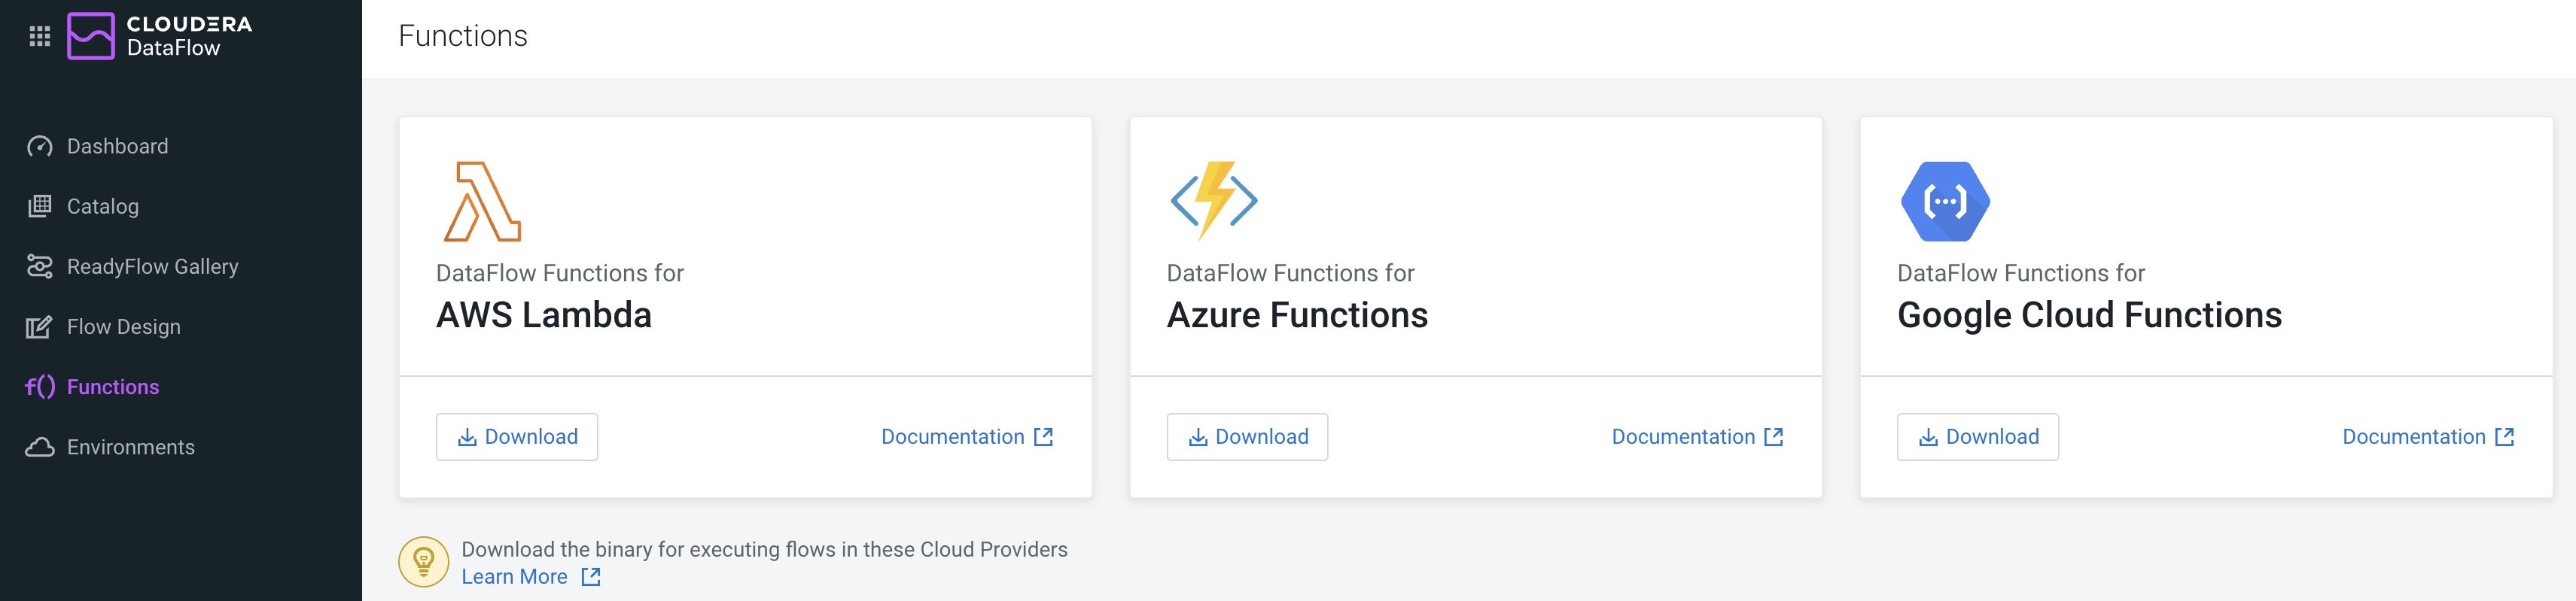 CLOUDERA
DataFlow
Dashboard
Catalog
ReadyFlow Gallery
Flow Design
f() Functions
Environments
Functions
DataFlow Functions for
AWS Lambda
Download
Documentation
DataFlow Functions for
Azure Functions
Download
Documentation
DataFlow Functions for
Google Cloud Functions
Download
Documentation
Download the binary for executing flows in these Cloud Providers
Learn More